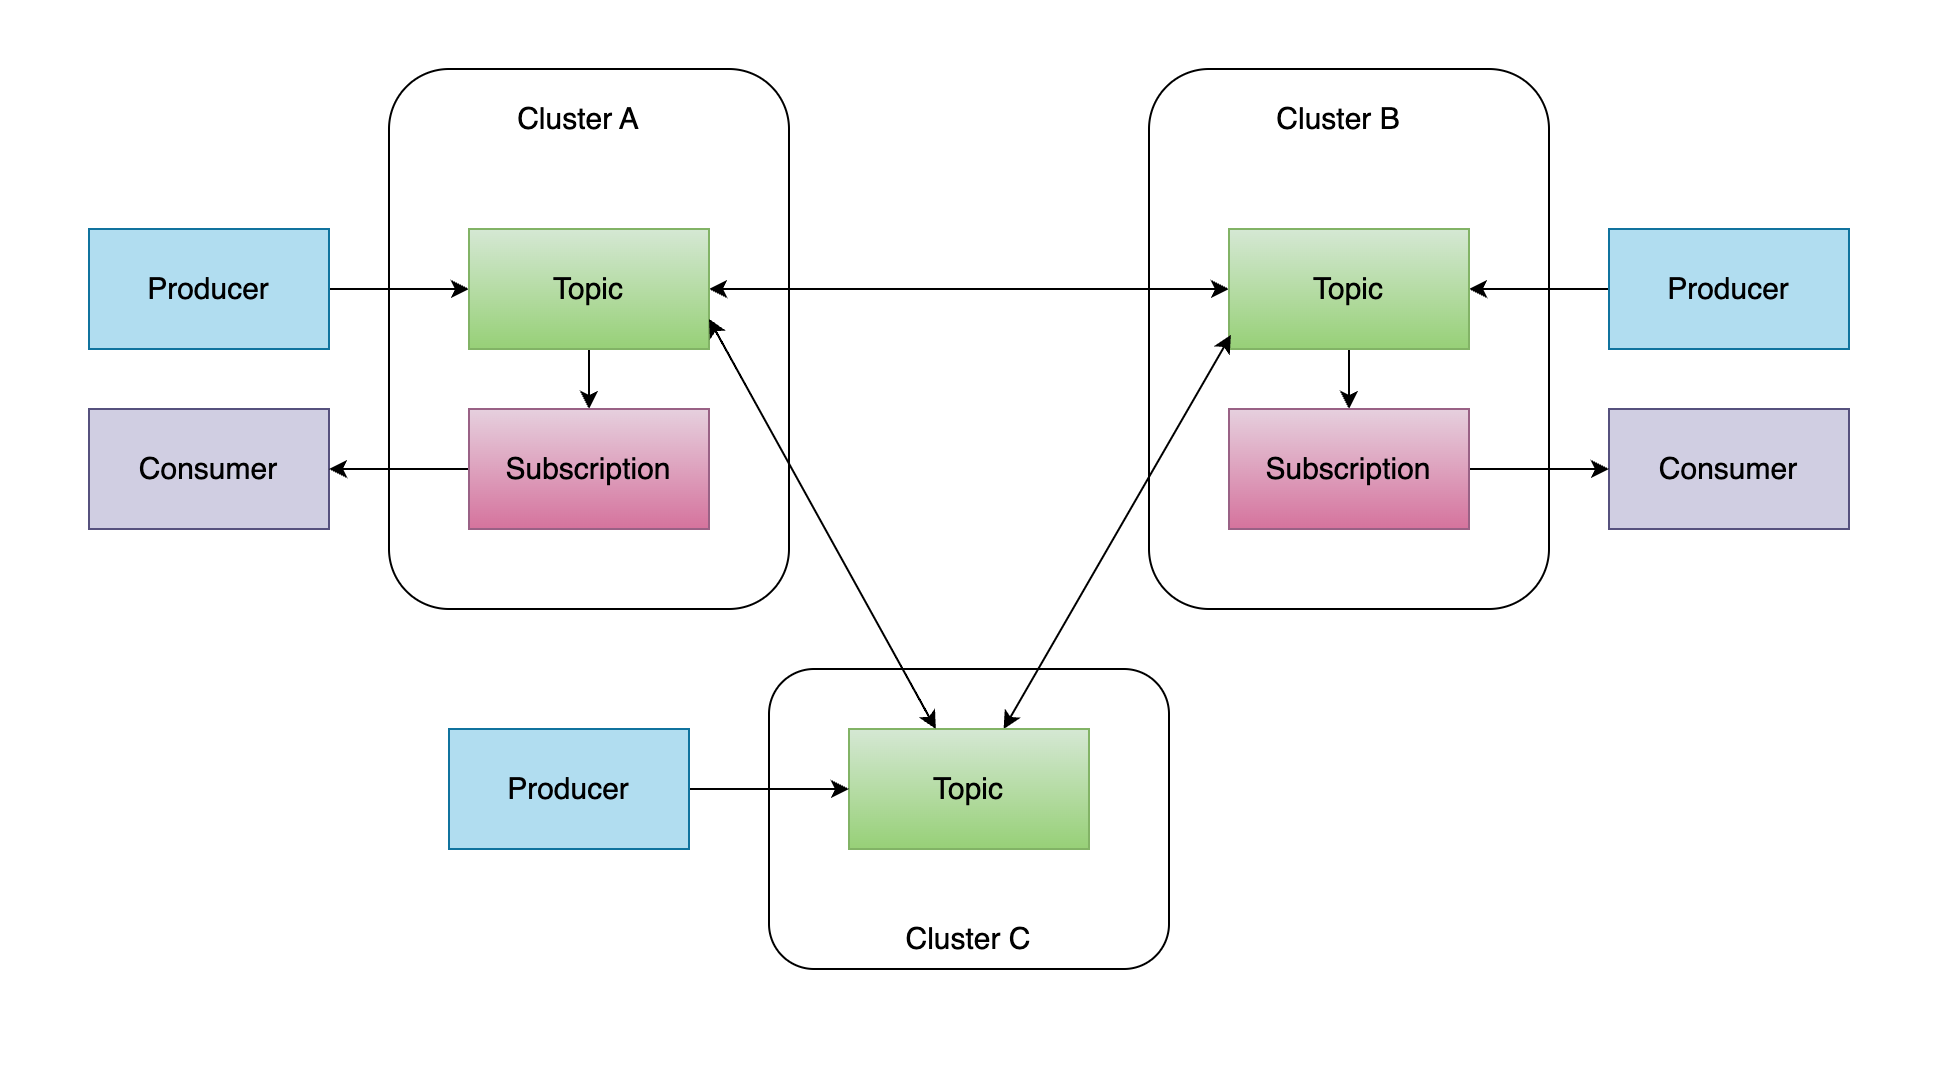 Cluster A
Cluster B
Producer
Topic
Topic
Producer
Consumer
Subscription
Subscription
Consumer
Producer
Topic
Cluster C